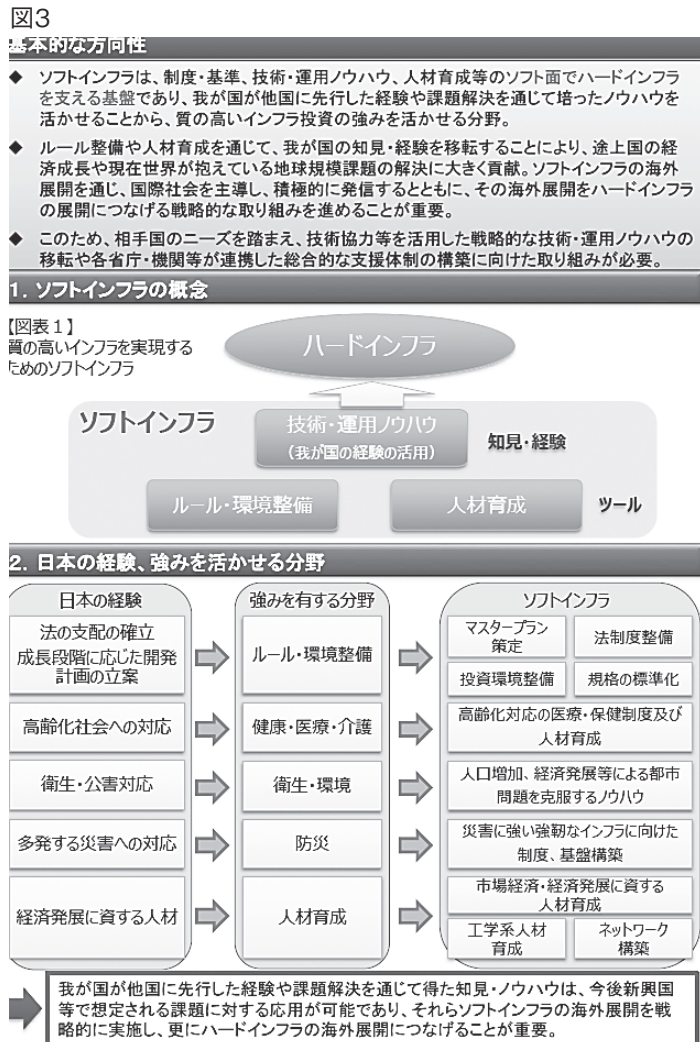 図3
基本的な方向性
◆ ソフトインフラは、制度・基準、技術・運用ノウハウ、人材育成等のソフト面でハードインフラ
を支える基盤であり、我が国が他国に先行した経験や課題解決を通じて培ったノウハウを
活かせることから、質の高いインフラ投資の強みを活かせる分野。
◆ ルール整備や人材育成を通じて、我が国の知見・経験を移転することにより、途上国の経
済成長や現在世界が抱えている地球規模課題の解決に大きく貢献。ソフトインフラの海外
展開を通じ、国際社会を主導し、積極的に発信するとともに、その海外展開をハードインフラ
の展開につなげる戦略的な取り組みを進めることが重要。
◆ このため、相手国のニーズを踏まえ、技術協力等を活用した戦略的な技術・運用ノウハウの
移転や各省庁・機関等が連携した総合的な支援体制の構築に向けた取り組みが必要。
1. ソフトインフラの概念
【図表1】
質の高いインフラを実現する
ためのソフトインフラ
ハードインフラ
ソフトインフラ
技術・運用ノウハウ
(我が国の経験の活用)
知見・経験
ルール・環境整備
人材育成
ツール
2. 日本の経験、強みを活かせる分野
日本の経験
強みを有する分野
ソフトインフラ
法の支配の確立
成長段階に応じた開発
計画の立案
ルール・環境整備
マスタープラン
策定
法制度整備
投資環境整備
規格の標準化
高齢化社会への対応
健康・医療・介護
高齢化対応の医療・保健制度及び
人材育成
衛生・公害対応
衛生・環境
人口増加、経済発展等による都市
問題を克服するノウハウ
多発する災害への対応
防災
災害に強い強靭なインフラに向けた
制度、基盤構築
経済発展に資する人材
人材育成
市場経済・経済発展に資する
人材育成
工学系人材
育成
ネットワーク
構築
我が国が他国に先行した経験や課題解決を通じて得た知見・ノウハウは、今後新興国
等で想定される課題に対する応用が可能であり、それらソフトインフラの海外展開を戦
略的に実施し、更にハードインフラの海外展開につなげることが重要。